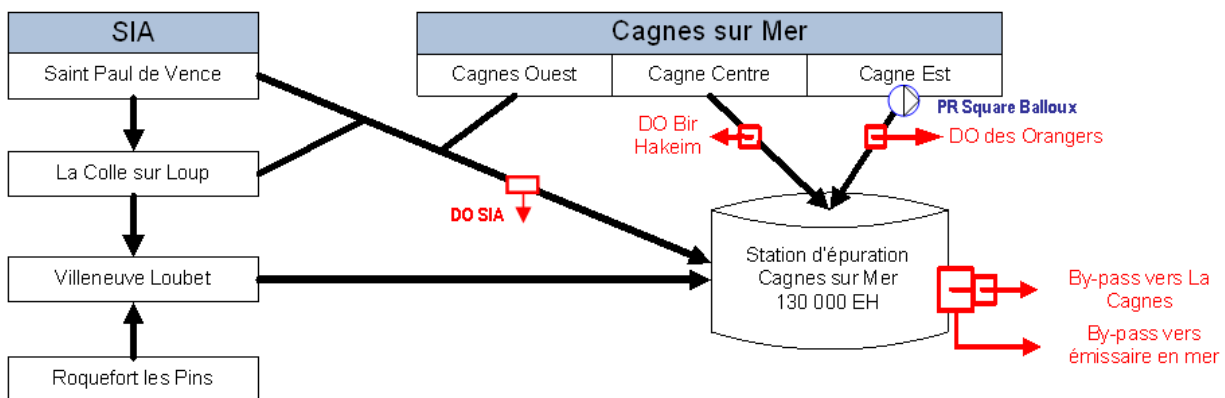 SIA
Saint Paul de Vence
La Colle sur Loup
Villeneuve Loubet
Roquefort les Pins
Cagnes sur Mer
Cagnes Ouest
Cagne Centre
Cagne Est
PR Square Balloux
DO Bir
Hakeim
DO des Orangers
DO SIA
Station d'épuration
Cagnes sur Mer
130 000 EH
By-pass vers La
Cagnes
By-pass vers
émissaire en mer